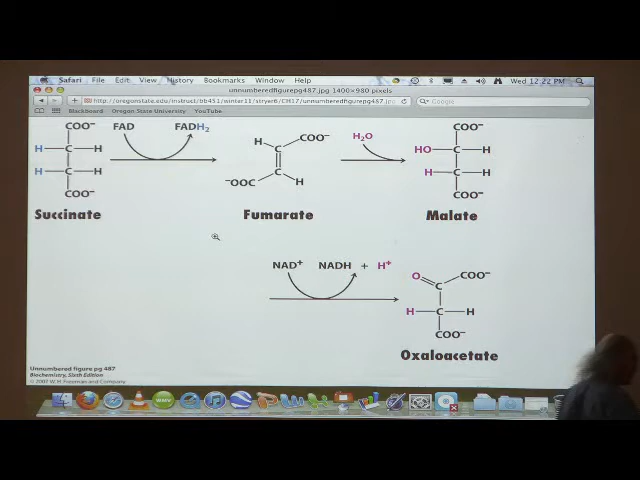 Safari File Edit View History Bookmarks Window Help Wed 12:22 PM
unnumberedfigurepg487.jpg 1400×980 pixels
http://oregonstate.edu/instruct/bb451/winter11/stryer6/CH17/unnumberedfigurepg487.jpg
Google
Blackboard Oregon State University YouTube
COO⁻ FAD FADH₂ H COO⁻ H₂O COO⁻
H C H C HO C H
H C H C H C H
COO⁻ ⁻OOC H COO⁻
Succinate Fumarate Malate
NAD⁺ NADH + H⁺ O COO⁻
C
H C H
COO⁻
Oxaloacetate
Unnumbered figure pg 487
Biochemistry, Sixth Edition
© 2007 W. H. Freeman and Company